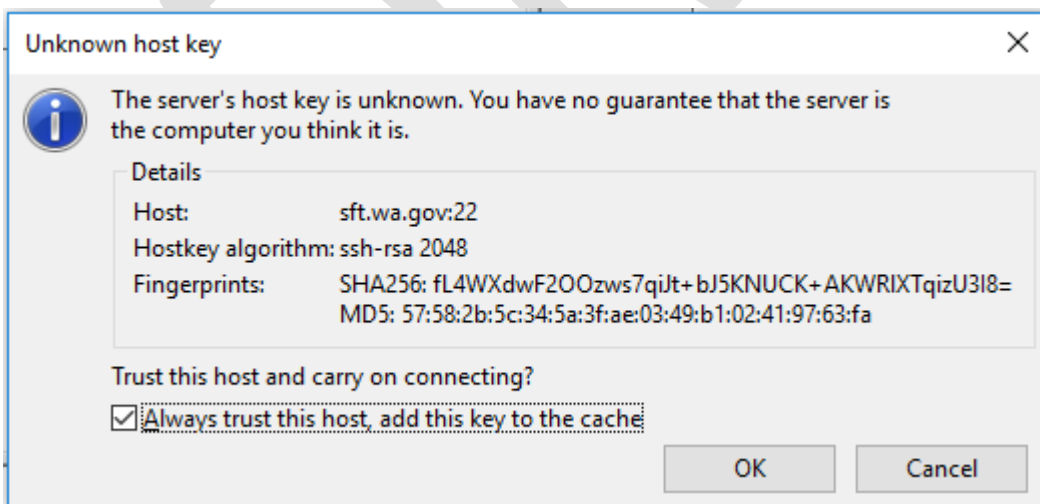 Unknown host key
The server's host key is unknown. You have no guarantee that the server is
the computer you think it is.
Details
Host: sft.wa.gov:22
Hostkey algorithm: ssh-rsa 2048
Fingerprints: SHA256: fL4WXdwF2OOzws7qiJt+bJ5KNUCK+AKWRIXTqizU3I8=
MD5: 57:58:2b:5c:34:5a:3f:ae:03:49:b1:02:41:97:63:fa
Trust this host and carry on connecting?
Always trust this host, add this key to the cache
OK Cancel